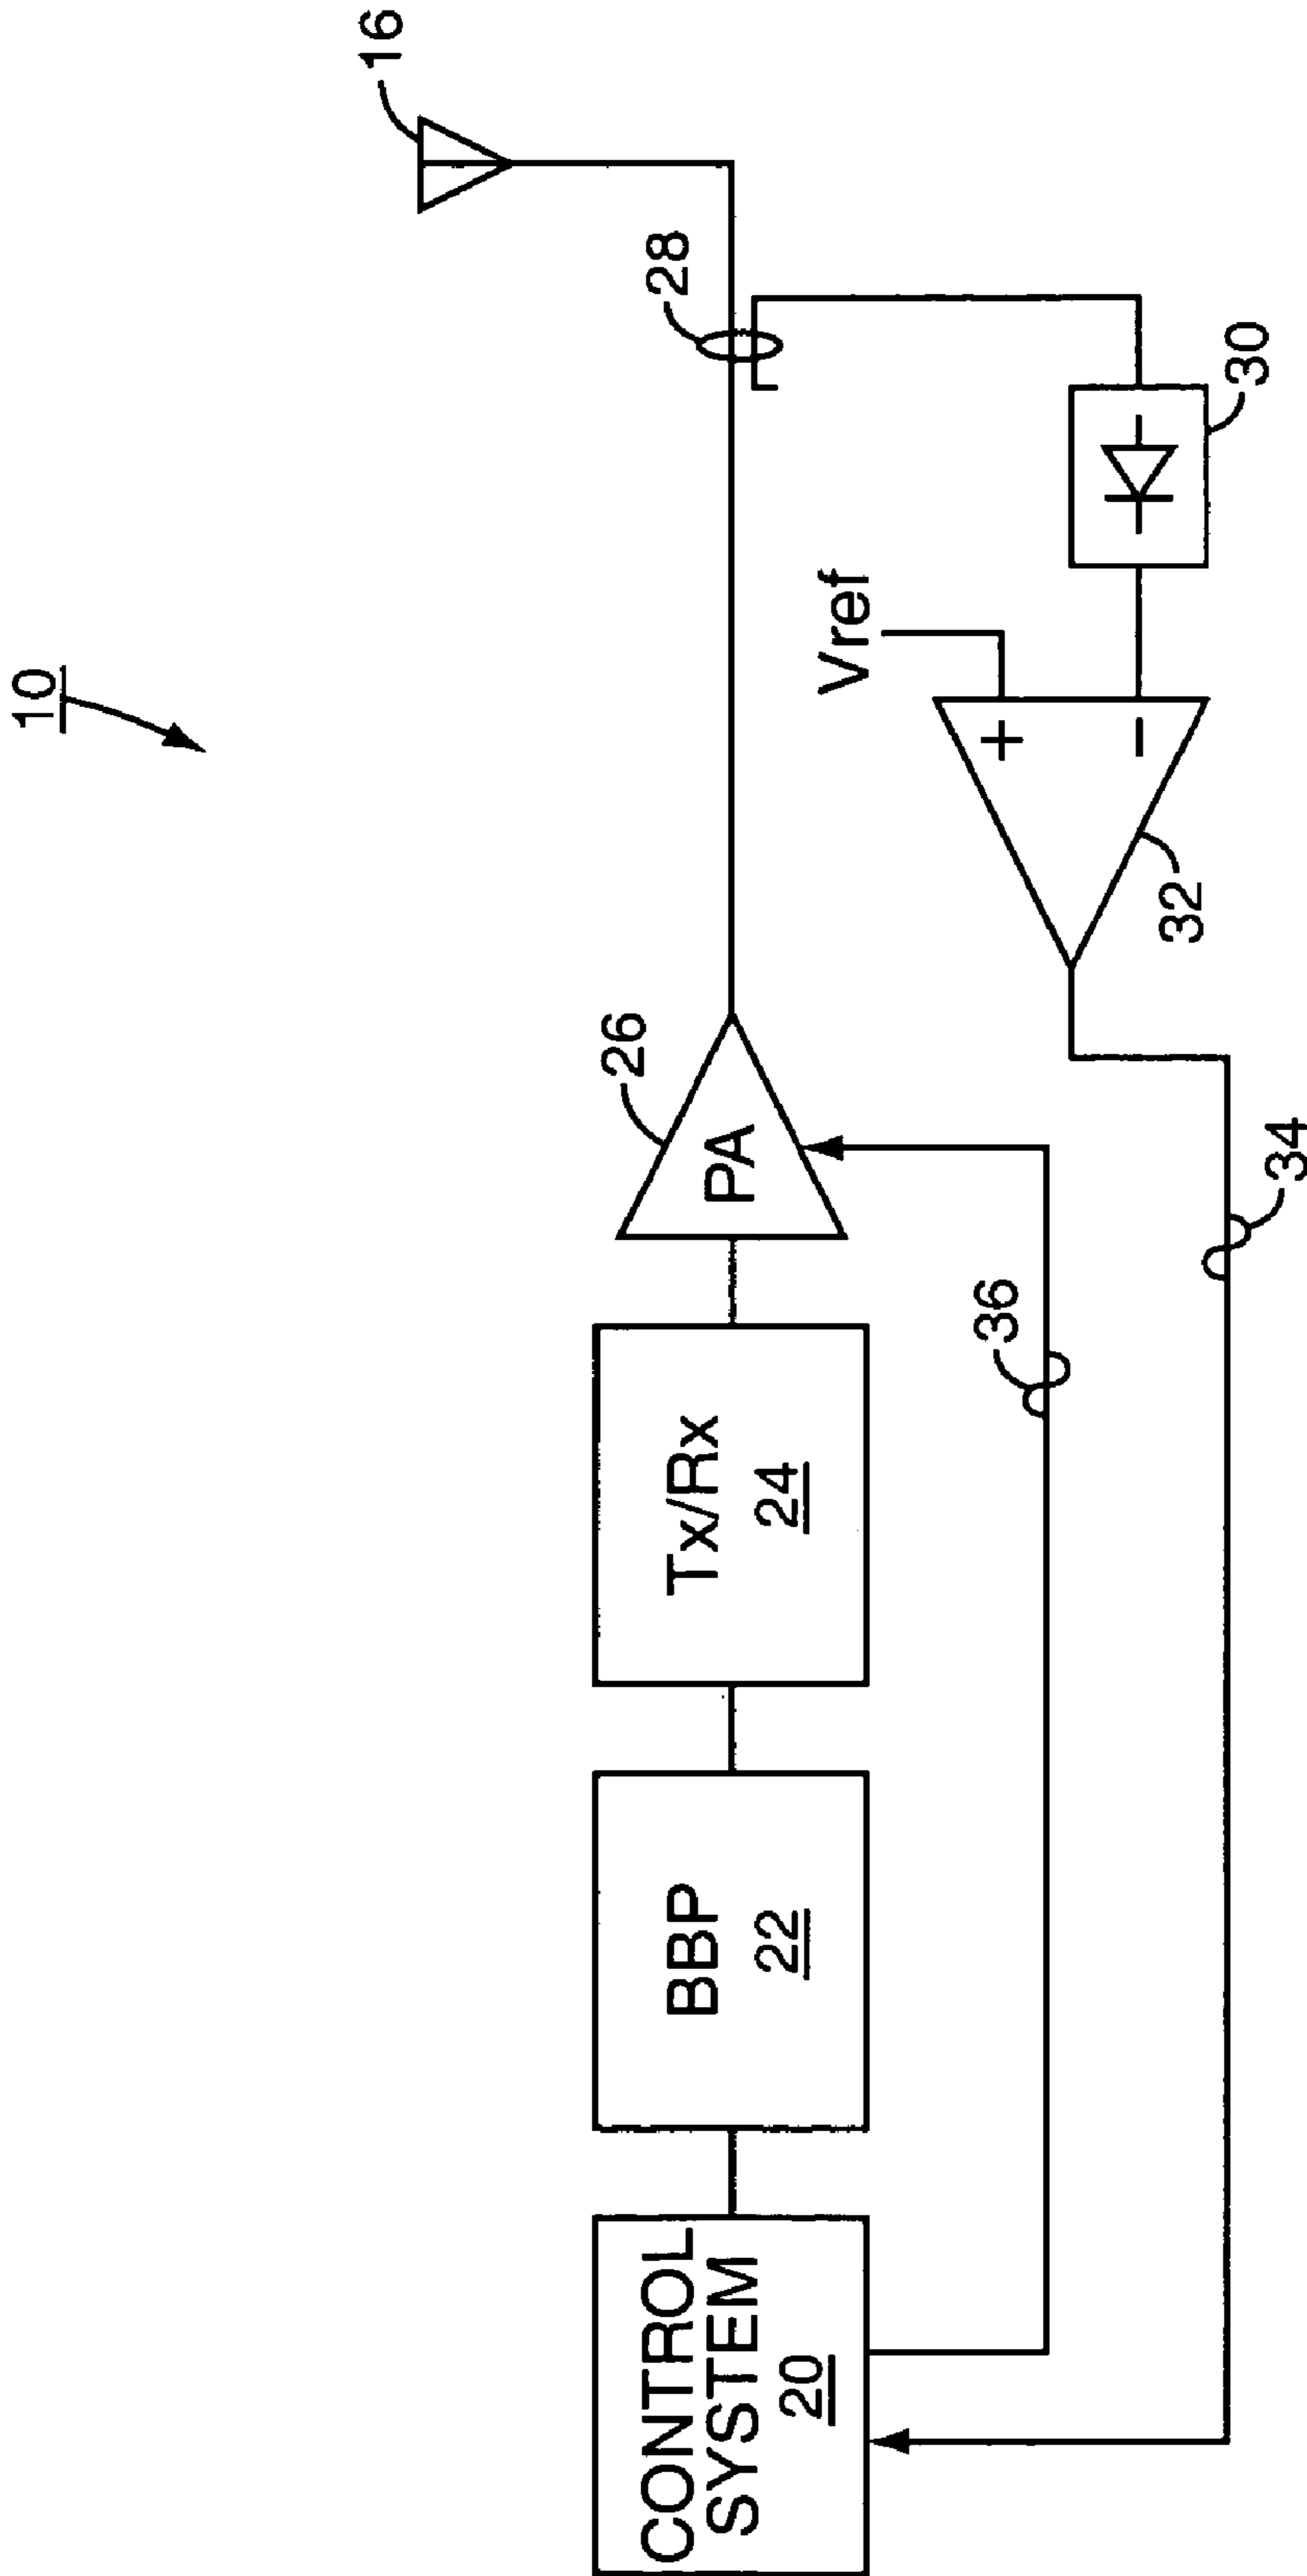 10
16
28
26
PA
Tx/Rx
24
BBP
22
CONTROL
SYSTEM
20
Vref
+
−
30
32
36
34